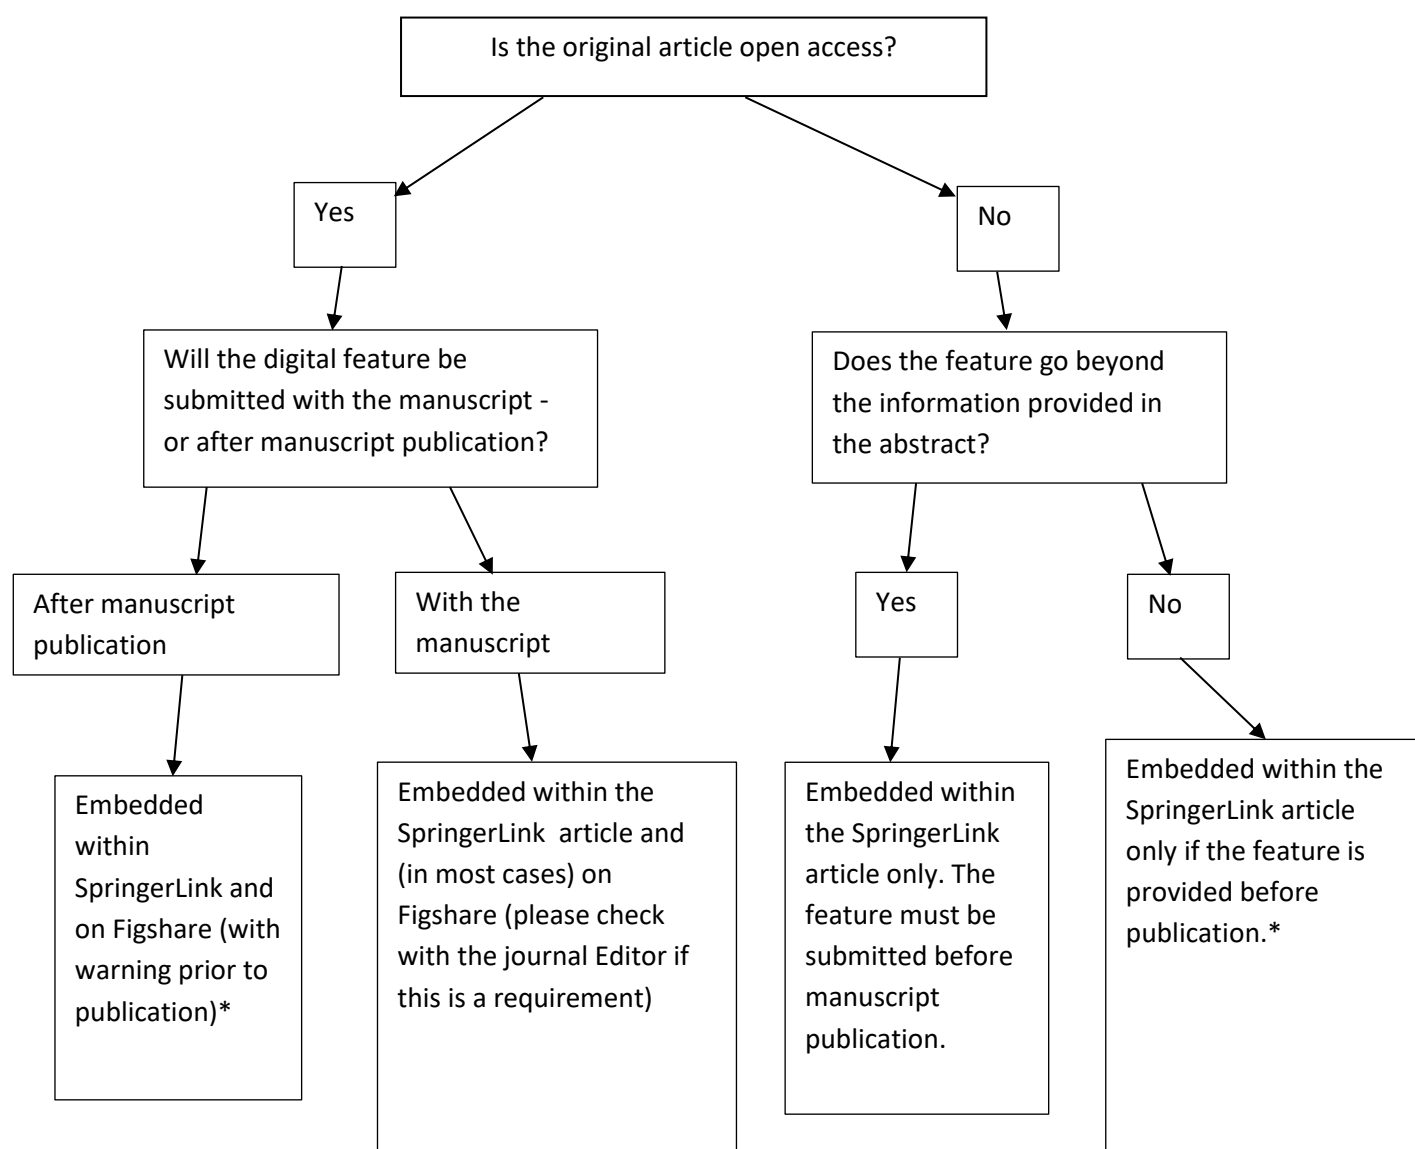 Is the original article open access?
Yes
No
Will the digital feature be
submitted with the manuscript -
or after manuscript publication?
Does the feature go beyond
the information provided in
the abstract?
After manuscript
publication
With the
manuscript
Yes
No
Embedded
within
SpringerLink and
on Figshare (with
warning prior to
publication)*
Embedded within the
SpringerLink  article and
(in most cases) on
Figshare (please check
with the journal Editor if
this is a requirement)
Embedded within
the SpringerLink
article only. The
feature must be
submitted before
manuscript
publication.
Embedded within the
SpringerLink article
only if the feature is
provided before
publication.*